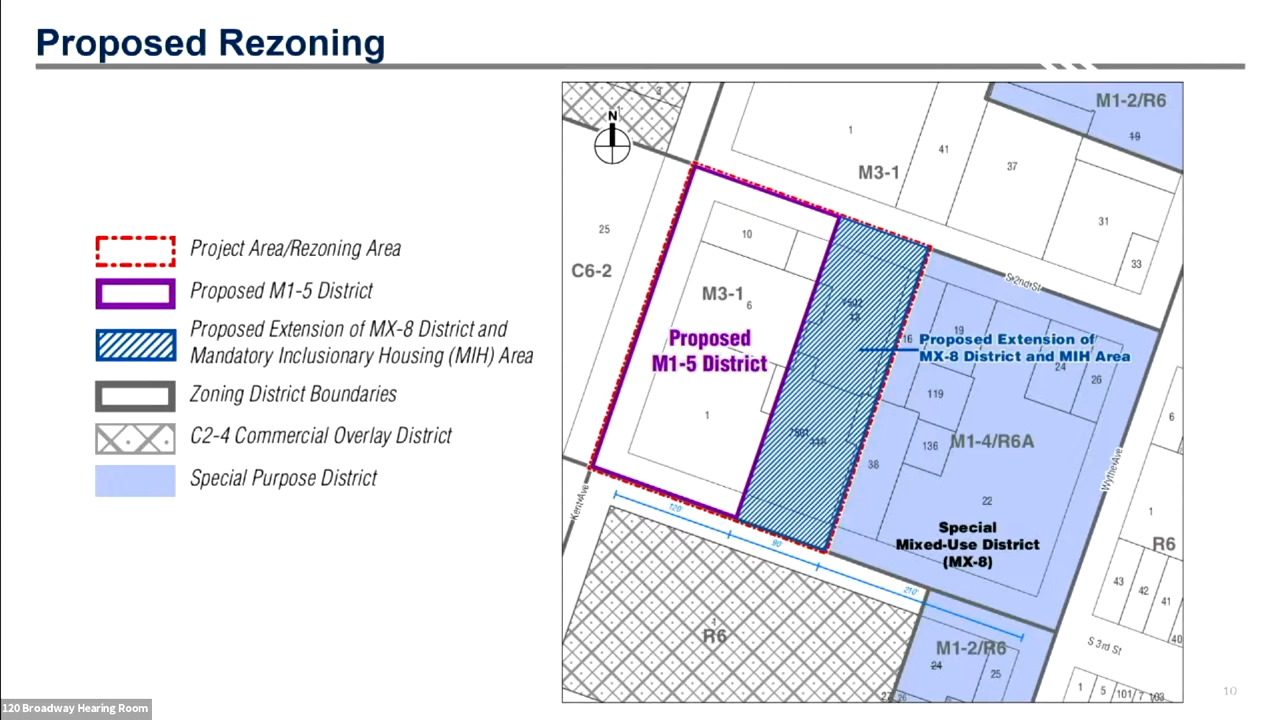 Proposed Rezoning
Project Area/Rezoning Area
Proposed M1-5 District
Proposed Extension of MX-8 District and
Mandatory Inclusionary Housing (MIH) Area
Zoning District Boundaries
C2-4 Commercial Overlay District
Special Purpose District
3
N
1
41
37
M3-1
M1-2/R6
19
31
33
25
C6-2
10
M3-1
6
Proposed
M1-5 District
1
7502
13
7501
S 2nd St
16
19
Proposed Extension of
MX-8 District and MIH Area
24
26
119
136
M1-4/R6A
38
22
Special
Mixed-Use District
(MX-8)
Wythe Ave
6
1
R6
43
42
41
40
Kent Ave
120'
90'
210'
1
R6
M1-2/R6
24
25
26
S 3rd St
1
5
101
7
103
10
120 Broadway Hearing Room